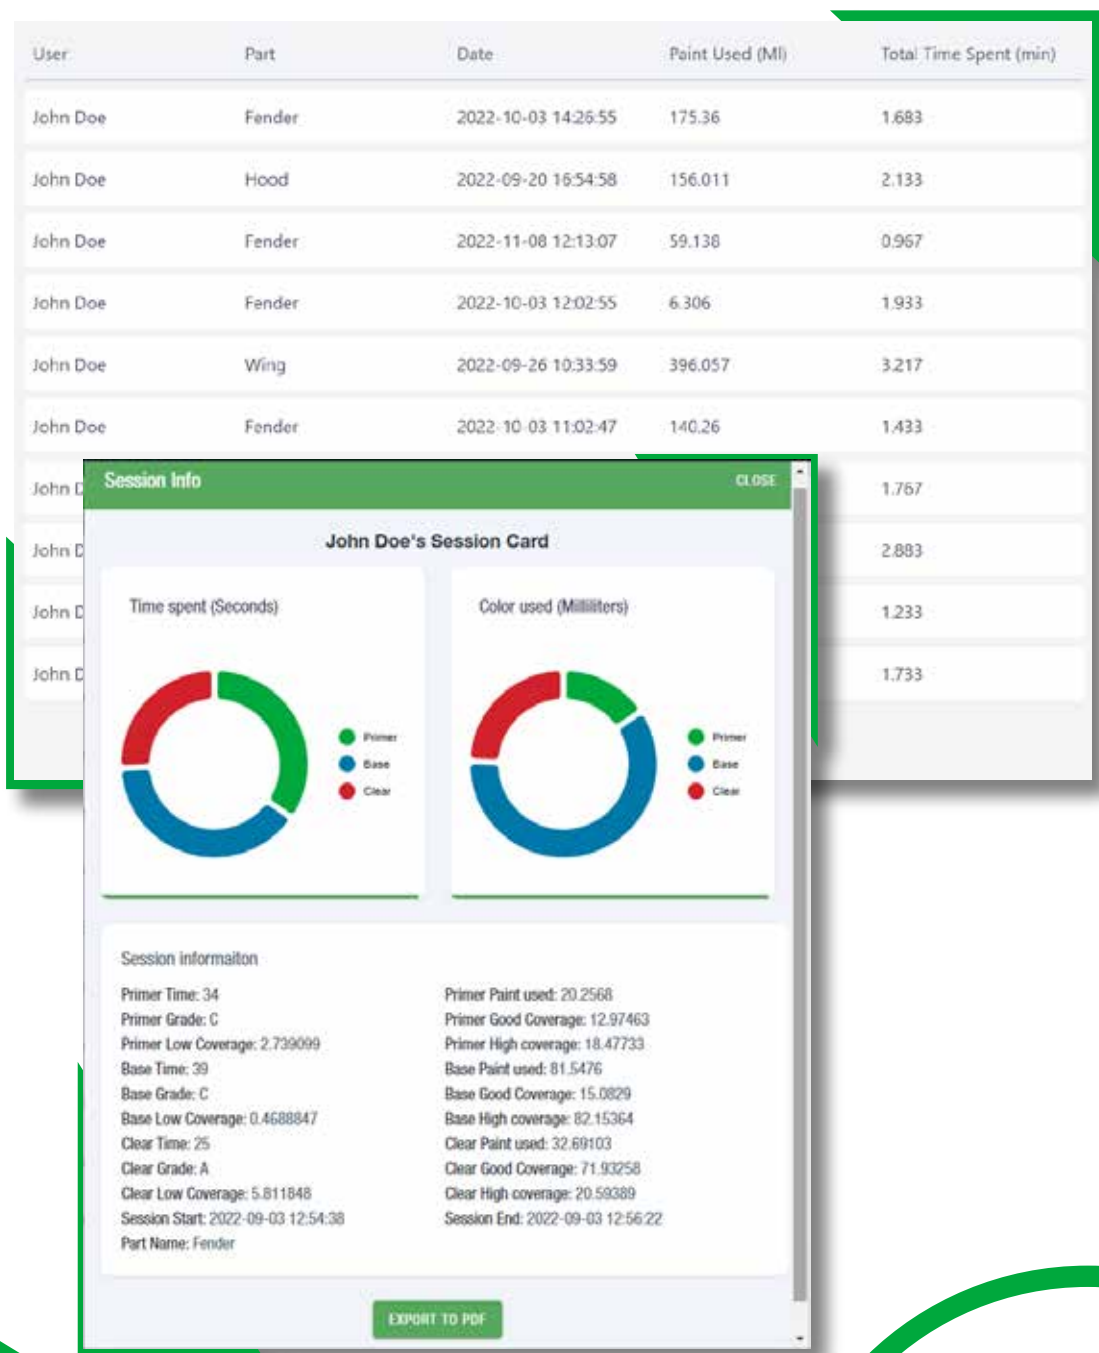 User Part Date Paint Used (Ml) Total Time Spent (min)
John Doe Fender 2022-10-03 14:26:55 175.36 1.683
John Doe Hood 2022-09-20 16:54:58 156.011 2.133
John Doe Fender 2022-11-08 12:13:07 59.138 0.967
John Doe Fender 2022-10-03 12:02:55 6.306 1.933
John Doe Wing 2022-09-26 10:33:59 396.057 3.217
John Doe Fender 2022-10-03 11:02:47 140.26 1.433
John D 1.767
John D 2.883
John D 1.233
John D 1.733
Session Info CLOSE
John Doe's Session Card
Time spent (Seconds)
Primer
Base
Clear
Color used (Milliliters)
Primer
Base
Clear
Session informaiton
Primer Time: 34 Primer Paint used: 20.2568
Primer Grade: C Primer Good Coverage: 12.97463
Primer Low Coverage: 2.739099 Primer High coverage: 18.47733
Base Time: 39 Base Paint used: 81.5476
Base Grade: C Base Good Coverage: 15.0829
Base Low Coverage: 0.4688847 Base High coverage: 82.15364
Clear Time: 25 Clear Paint used: 32.69103
Clear Grade: A Clear Good Coverage: 71.93258
Clear Low Coverage: 5.811848 Clear High coverage: 20.59389
Session Start: 2022-09-03 12:54:38 Session End: 2022-09-03 12:56:22
Part Name: Fender
EXPORT TO PDF